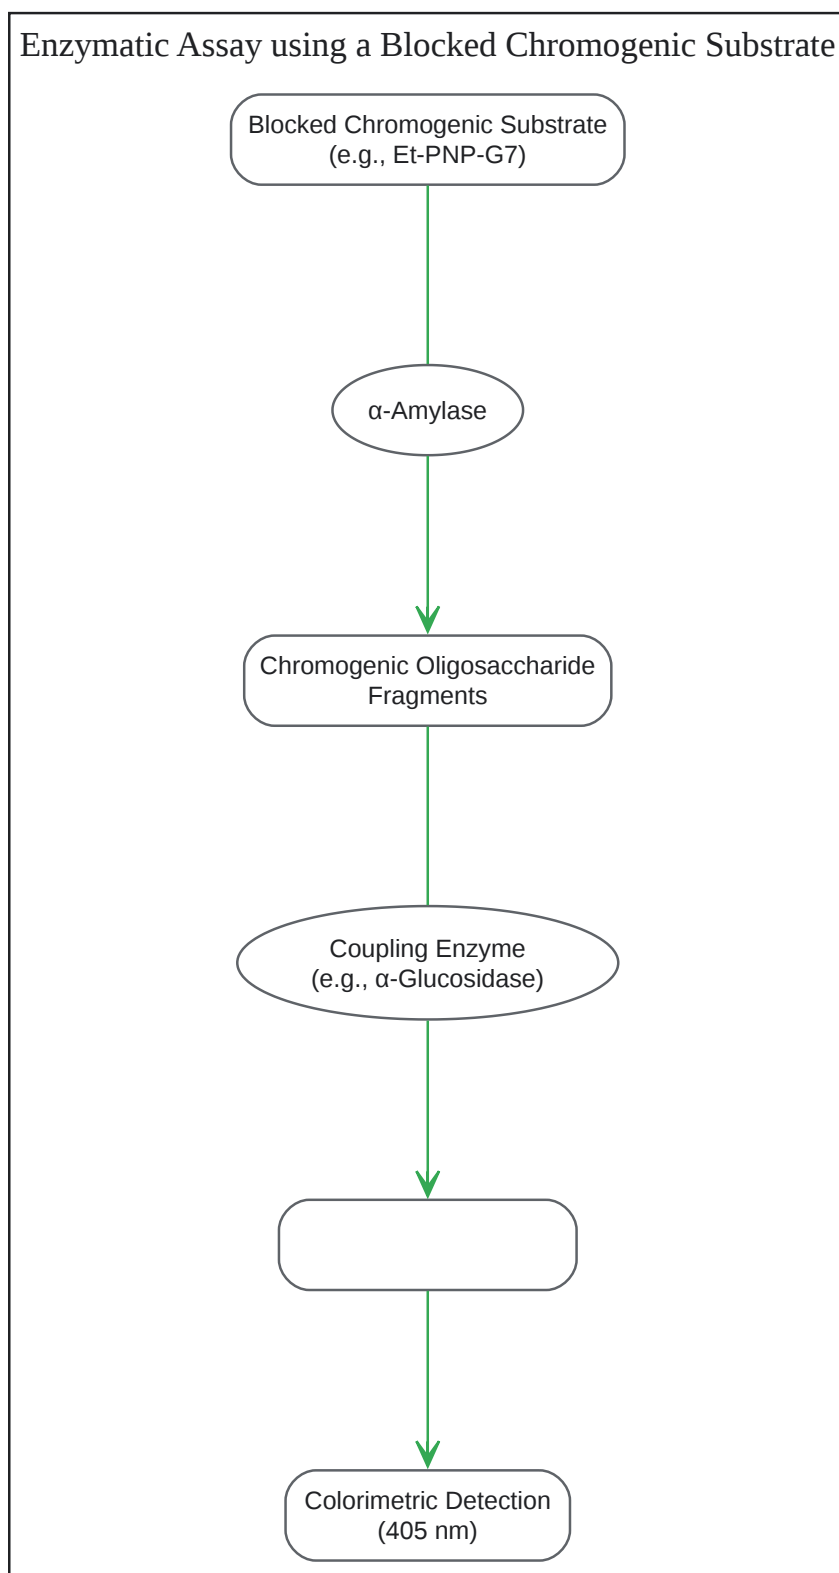 Enzymatic Assay using a Blocked Chromogenic Substrate
Blocked Chromogenic Substrate
(e.g., Et-PNP-G7)
α-Amylase
Chromogenic Oligosaccharide
Fragments
Coupling Enzyme
(e.g., α-Glucosidase)
Colorimetric Detection
(405 nm)